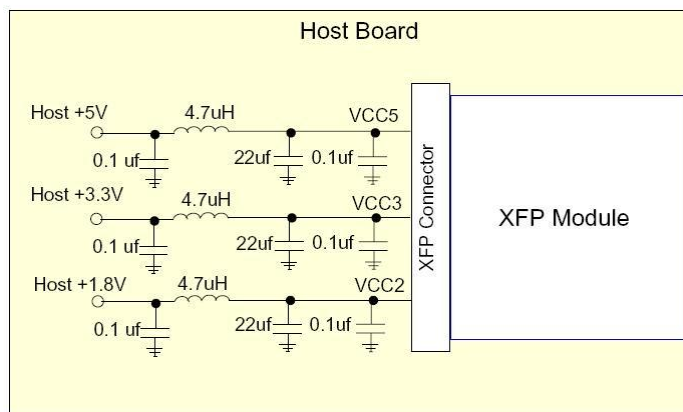 Host Board
Host +5V
4.7uH
VCC5
0.1 uf
22uf
0.1uf
Host +3.3V
4.7uH
VCC3
0.1 uf
22uf
0.1uf
Host +1.8V
4.7uH
VCC2
0.1 uf
22uf
0.1uf
XFP Connector
XFP Module